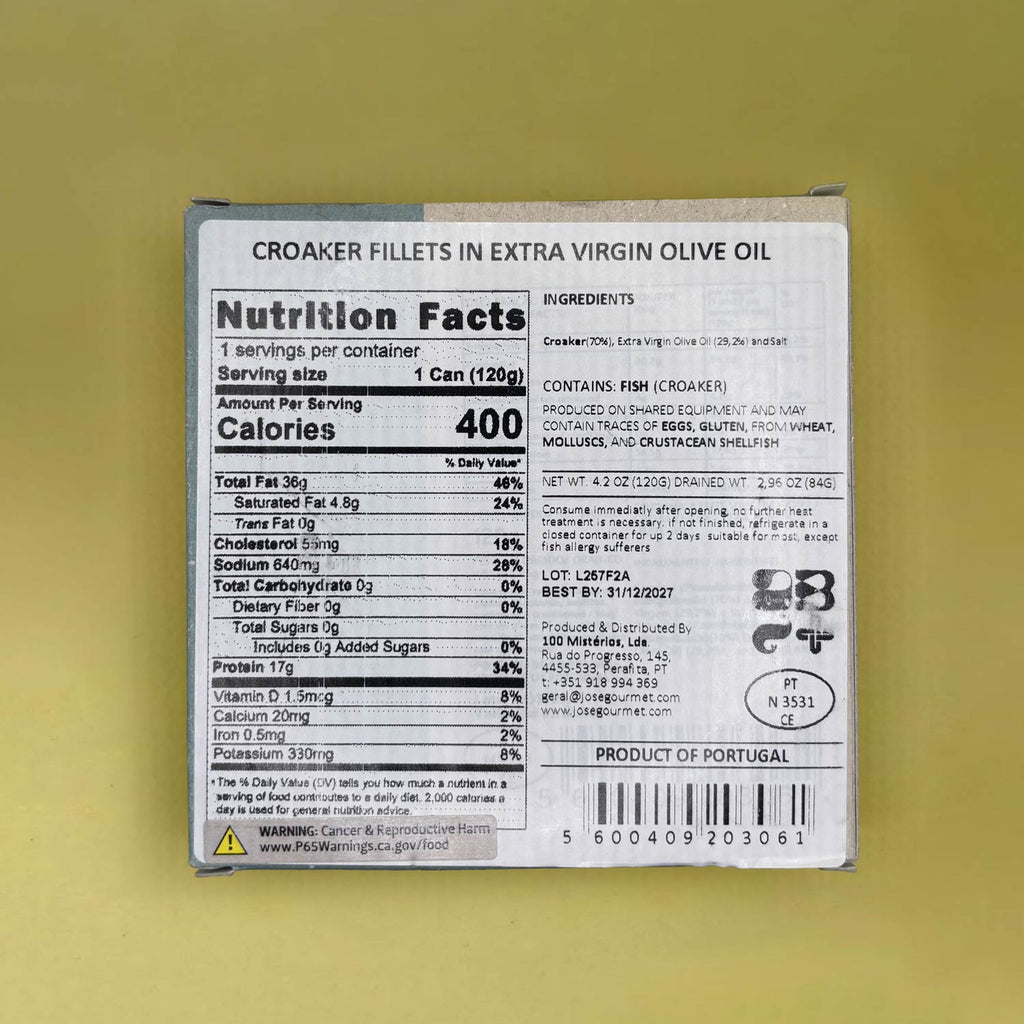 CROAKER FILLETS IN EXTRA VIRGIN OLIVE OIL
Nutrition Facts
1 servings per container
Serving size 1 Can (120g)
Amount Per Serving
Calories 400
% Daily Value*
Total Fat 36g 46%
Saturated Fat 4.8g 24%
Trans Fat 0g
Cholesterol 55mg 18%
Sodium 640mg 28%
Total Carbohydrate 0g 0%
Dietary Fiber 0g 0%
Total Sugars 0g
Includes 0g Added Sugars 0%
Protein 17g 34%
Vitamin D 1.5mcg 8%
Calcium 20mg 2%
Iron 0.5mg 2%
Potassium 330mg 8%
*The % Daily Value (DV) tells you how much a nutrient in a
serving of food contributes to a daily diet. 2,000 calories a
day is used for general nutrition advice.
WARNING: Cancer & Reproductive Harm
www.P65Warnings.ca.gov/food
INGREDIENTS
Croaker(70%), Extra Virgin Olive Oil (29,2%) and Salt
CONTAINS: FISH (CROAKER)
PRODUCED ON SHARED EQUIPMENT AND MAY
CONTAIN TRACES OF EGGS, GLUTEN, FROM WHEAT,
MOLLUSCS, AND CRUSTACEAN SHELLFISH
NET WT. 4.2 OZ (120G) DRAINED WT. 2,96 OZ (84G)
Consume immediatly after opening, no further heat
treatment is necessary. if not finished, refrigerate in a
closed container for up 2 days suitable for most, except
fish allergy sufferers
LOT: L267F2A
BEST BY: 31/12/2027
Produced & Distributed By
100 Mistérios, Lda.
Rua do Progresso, 145,
4455-533, Perafita, PT
t: +351 918 994 369
geral@josegourmet.com
www.josegourmet.com
PT
N 3531
CE
PRODUCT OF PORTUGAL
5 600409 203061